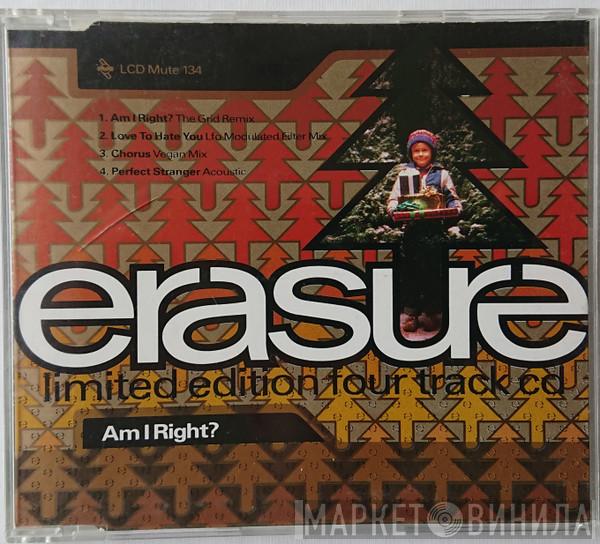 LCD Mute 134
1. Am I Right? The Grid Remix
2. Love To Hate You Lfo Modulated Filter Mix
3. Chorus Vegan Mix
4. Perfect Stranger Acoustic
erasure
limited edition four track cd
Am I Right?
МАРКЕТ ВИНИЛА